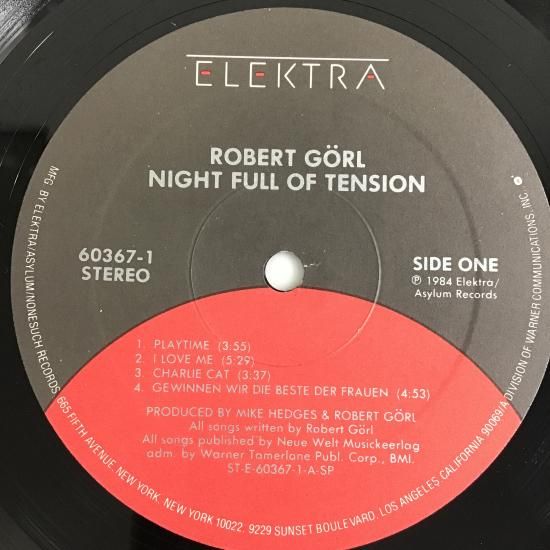 ELEKTRA
ROBERT GÖRL
NIGHT FULL OF TENSION
60367-1
STEREO
SIDE ONE
℗ 1984 Elektra/
Asylum Records
1. PLAYTIME (3:55)
2. I LOVE ME (5:29)
3. CHARLIE CAT (3:37)
4. GEWINNEN WIR DIE BESTE DER FRAUEN (4:53)
PRODUCED BY MIKE HEDGES & ROBERT GÖRL
All songs written by Robert Görl
All songs published by Neue Welt Musickeerlag
adm. by Warner Tamerlane Publ. Corp., BMI.
ST-E-60367-1-A-SP
MFG. BY ELEKTRA/ASYLUM/NONESUCH RECORDS, 665 FIFTH AVENUE, NEW YORK, NEW YORK 10022. 9229 SUNSET BOULEVARD, LOS ANGELES, CALIFORNIA 90069/A DIVISION OF WARNER COMMUNICATIONS, INC.